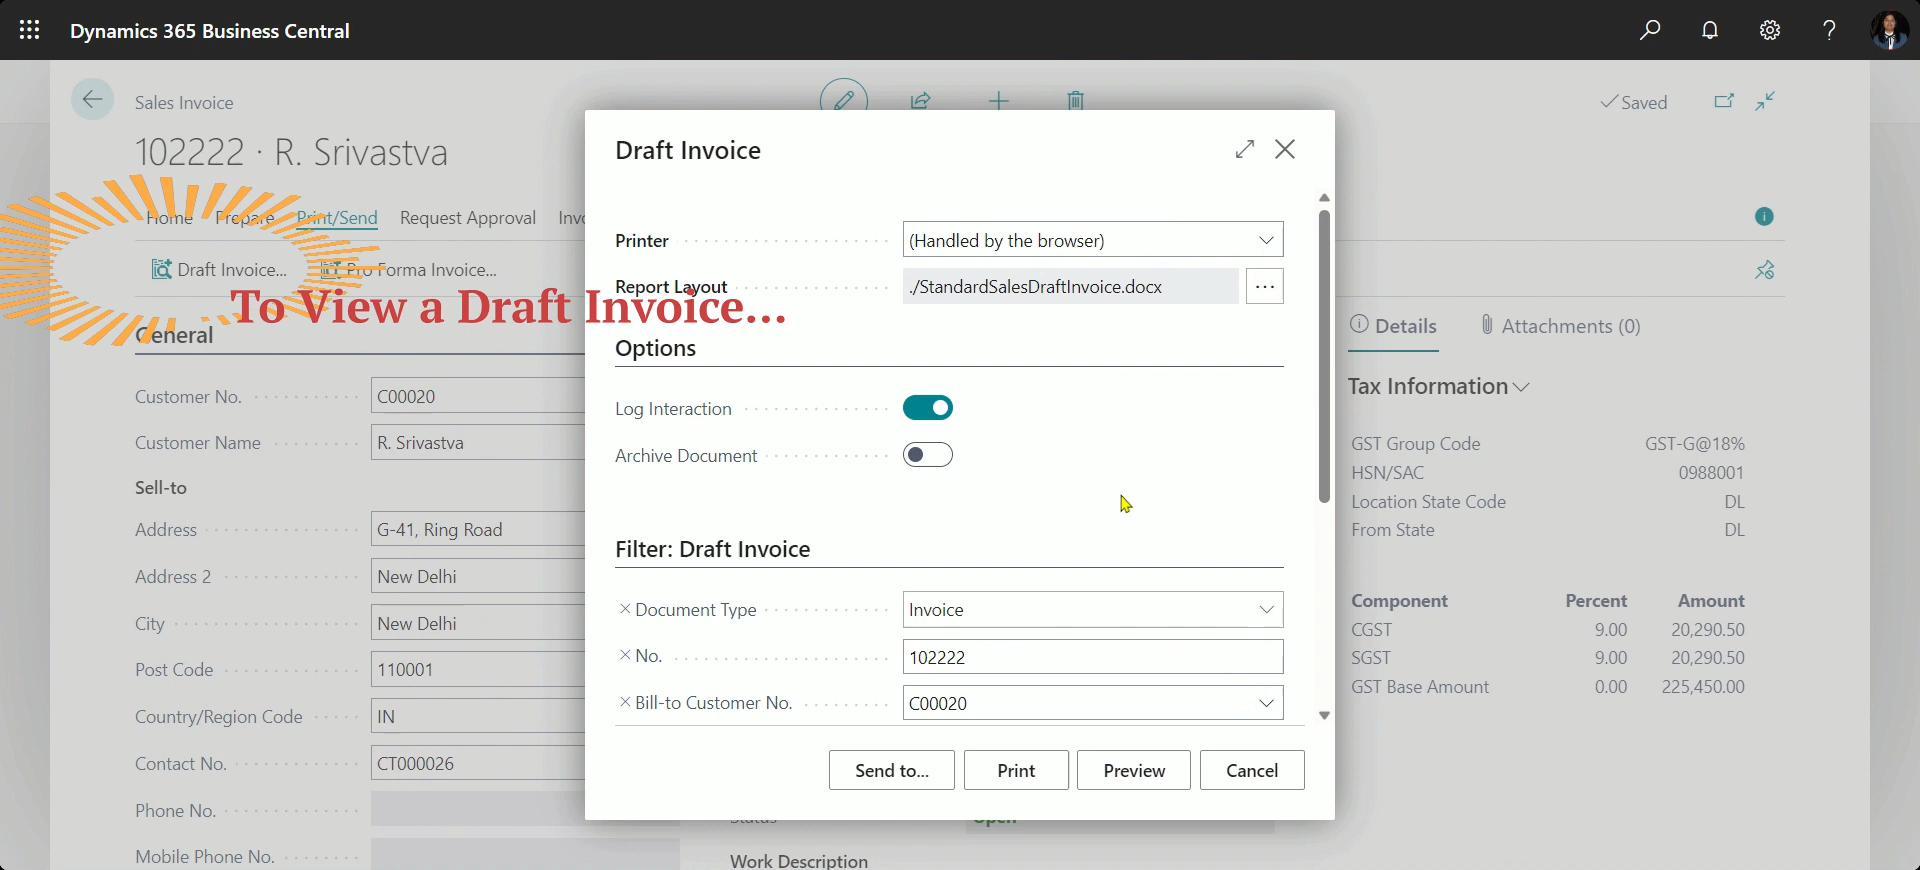 Dynamics 365 Business Central
?
Sales Invoice
Saved
102222 · R. Srivastva
Home Prepare Print/Send Request Approval Invo
Draft Invoice... Pro Forma Invoice...
To View a Draft Invoice...
General
Customer No. C00020
Customer Name R. Srivastva
Sell-to
Address G-41, Ring Road
Address 2 New Delhi
City New Delhi
Post Code 110001
Country/Region Code IN
Contact No. CT000026
Phone No.
Mobile Phone No.
Draft Invoice
Printer (Handled by the browser)
Report Layout ./StandardSalesDraftInvoice.docx ...
Options
Log Interaction
Archive Document
Filter: Draft Invoice
× Document Type Invoice
× No. 102222
× Bill-to Customer No. C00020
Send to... Print Preview Cancel
Status Open
Work Description
Details Attachments (0)
Tax Information
GST Group Code GST-G@18%
HSN/SAC 0988001
Location State Code DL
From State DL
Component Percent Amount
CGST 9.00 20,290.50
SGST 9.00 20,290.50
GST Base Amount 0.00 225,450.00